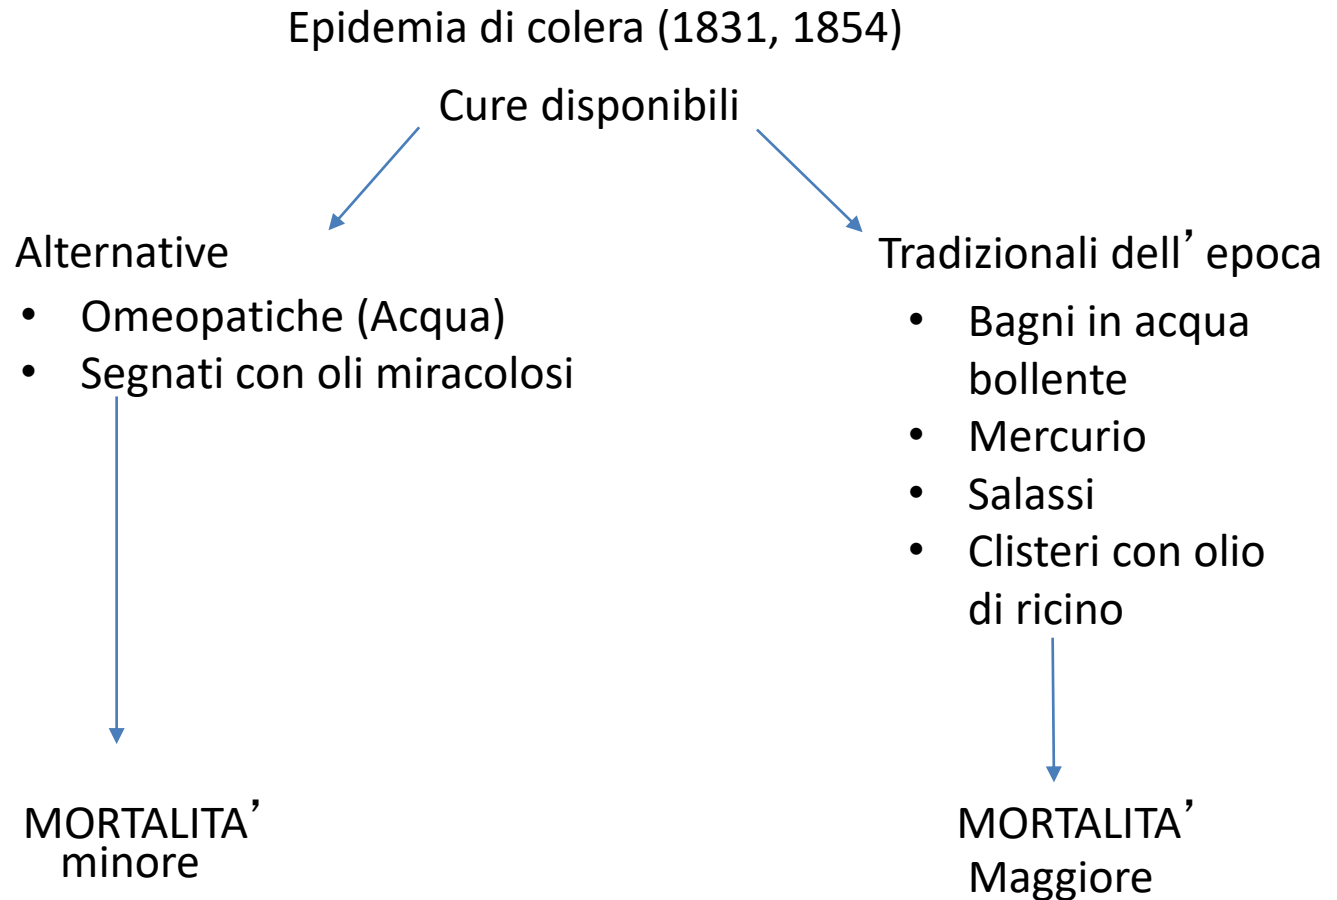 Epidemia di colera (1831, 1854)
Cure disponibili
Alternative
• Omeopatiche (Acqua)
• Segnati con oli miracolosi
MORTALITA’
minore
Tradizionali dell’ epoca
• Bagni in acqua
bollente
• Mercurio
• Salassi
• Clisteri con olio
di ricino
MORTALITA’
Maggiore